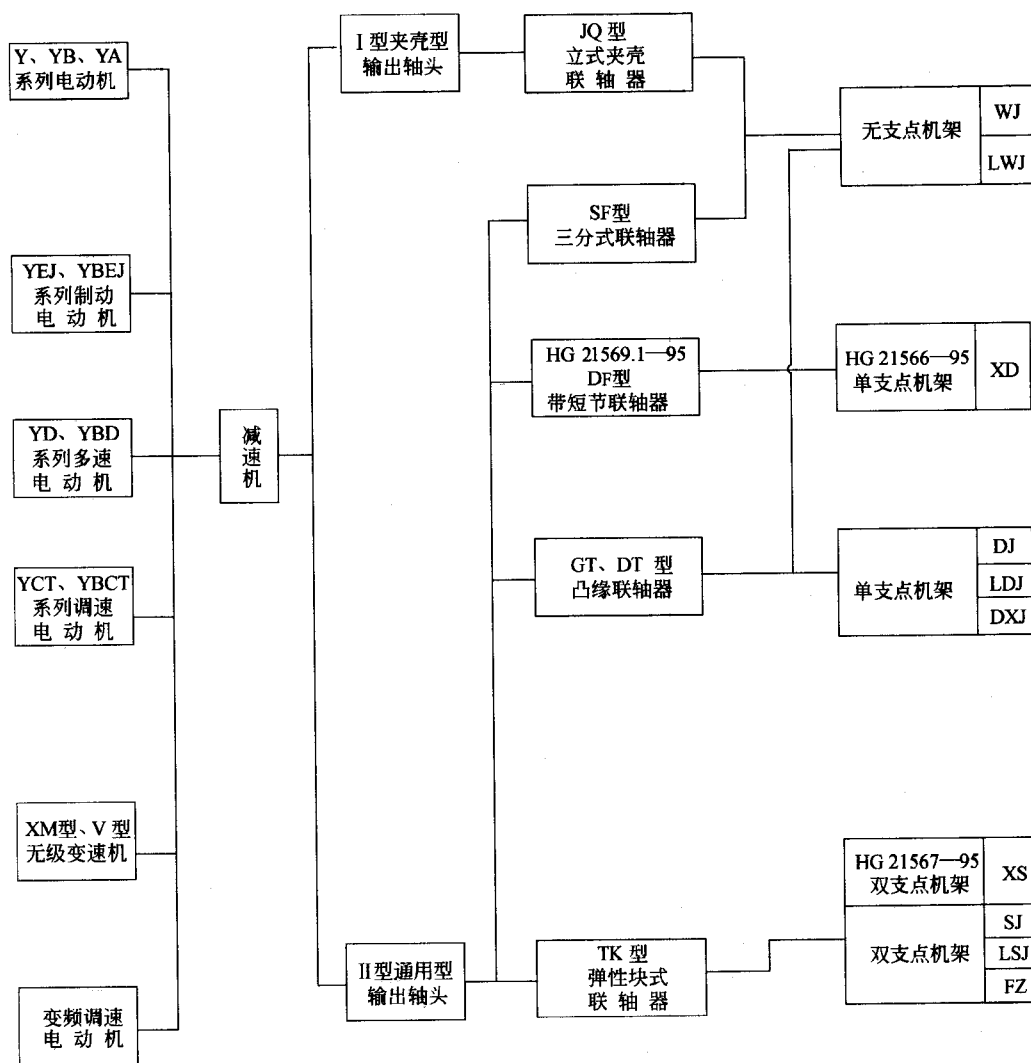 Y、YB、YA
系列电动机
YEJ、YBEJ
系列制动
电 动 机
YD、YBD
系列多速
电 动 机
YCT、YBCT
系列调速
电 动 机
XM型、V 型
无级变速机
变频调速
电 动 机
减
速
机
I 型夹壳型
输出轴头
II型通用型
输出轴头
JQ 型
立式夹壳
联 轴 器
SF型
三分式联轴器
HG 21569.1—95
DF型
带短节联轴器
GT、DT 型
凸缘联轴器
TK 型
弹性块式
联 轴 器
无支点机架
WJ
LWJ
HG 21566—95
单支点机架
XD
单支点机架
DJ
LDJ
DXJ
HG 21567—95
双支点机架
XS
双支点机架
SJ
LSJ
FZ